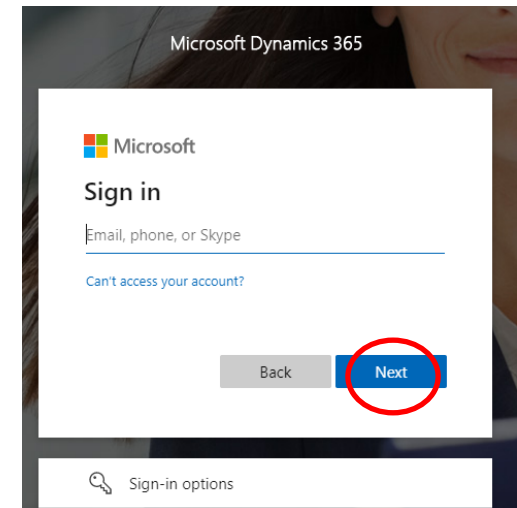 Microsoft Dynamics 365
Microsoft
Sign in
Email, phone, or Skype
Can't access your account?
Back Next
Sign-in options